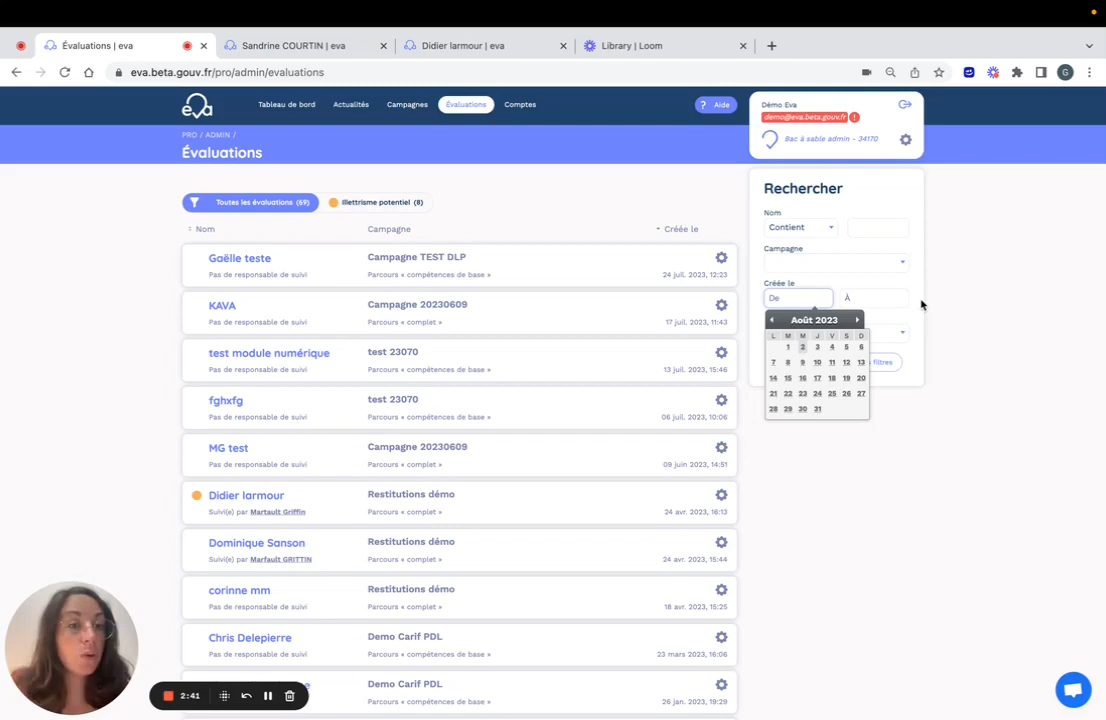 Évaluations | eva
Sandrine COURTIN | eva
Didier larmour | eva
Library | Loom
eva.beta.gouv.fr/pro/admin/evaluations
G
eva
Tableau de bord
Actualités
Campagnes
Évaluations
Comptes
? Aide
Démo Eva
demo@eva.beta.gouv.fr !
Bac à sable admin - 34170
PRO / ADMIN /
Évaluations
Toutes les évaluations (69)
Illettrisme potentiel (8)
Nom
Campagne
Créée le
Gaëlle teste
Campagne TEST DLP
Pas de responsable de suivi
Parcours « compétences de base »
24 juil. 2023, 12:23
KAVA
Campagne 20230609
Pas de responsable de suivi
Parcours « compétences de base »
17 juil. 2023, 11:43
test module numérique
test 23070
Pas de responsable de suivi
Parcours « compétences de base »
13 juil. 2023, 15:46
fghxfg
test 23070
Pas de responsable de suivi
Parcours « compétences de base »
06 juil. 2023, 10:06
MG test
Campagne 20230609
Pas de responsable de suivi
Parcours « complet »
09 juin 2023, 14:51
Didier larmour
Restitutions démo
Suivi(e) par Martault Griffin
Parcours « complet »
24 avr. 2023, 16:13
Dominique Sanson
Restitutions démo
Suivi(e) par Marfault GRITTIN
Parcours « complet »
24 avr. 2023, 15:44
corinne mm
Restitutions démo
Pas de responsable de suivi
Parcours « complet »
18 avr. 2023, 15:25
Chris Delepierre
Demo Carif PDL
Pas de responsable de suivi
Parcours « compétences de base »
23 mars 2023, 16:06
Demo Carif PDL
Parcours « compétences de base »
26 jan. 2023, 19:29
Rechercher
Nom
Contient
Campagne
Créée le
De
À
Août 2023
L M M J V S D
1 2 3 4 5 6
7 8 9 10 11 12 13
14 15 16 17 18 19 20
21 22 23 24 25 26 27
28 29 30 31
filtres
2:41